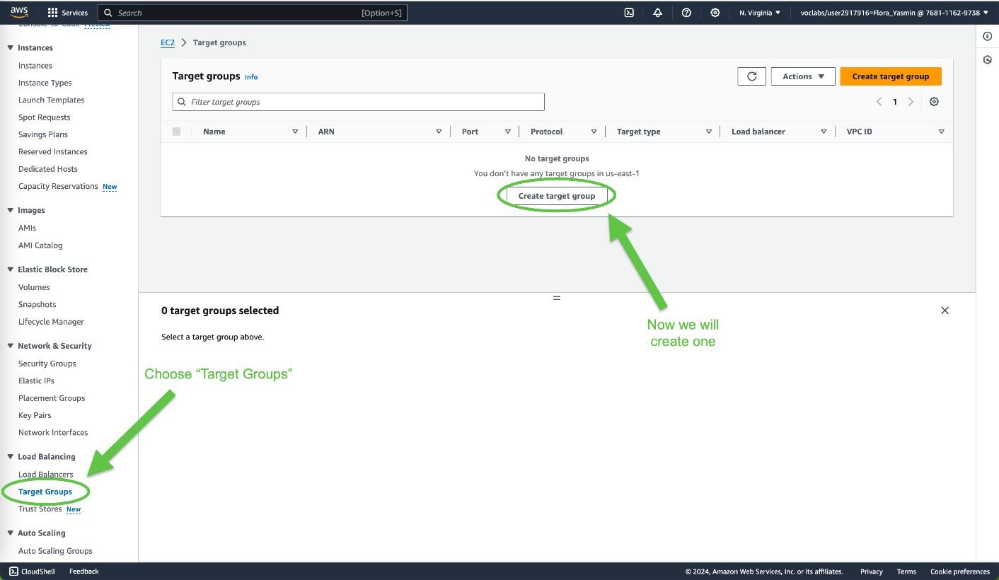 aws
Services
Search
[Option+S]
N. Virginia
voclabs/user2917916=Flora_Yasmin @ 7681-1162-9738
Console-to-Code Preview
Instances
Instances
Instance Types
Launch Templates
Spot Requests
Savings Plans
Reserved Instances
Dedicated Hosts
Capacity Reservations New
Images
AMIs
AMI Catalog
Elastic Block Store
Volumes
Snapshots
Lifecycle Manager
Network & Security
Security Groups
Elastic IPs
Placement Groups
Key Pairs
Network Interfaces
Load Balancing
Load Balancers
Target Groups
Trust Stores New
Auto Scaling
Auto Scaling Groups
EC2 > Target groups
Target groups Info
Actions
Create target group
Filter target groups
1
Name ARN Port Protocol Target type Load balancer VPC ID
No target groups
You don't have any target groups in us-east-1
Create target group
Now we will
create one
0 target groups selected
Select a target group above.
Choose “Target Groups”
CloudShell
Feedback
© 2024, Amazon Web Services, Inc. or its affiliates.
Privacy
Terms
Cookie preferences